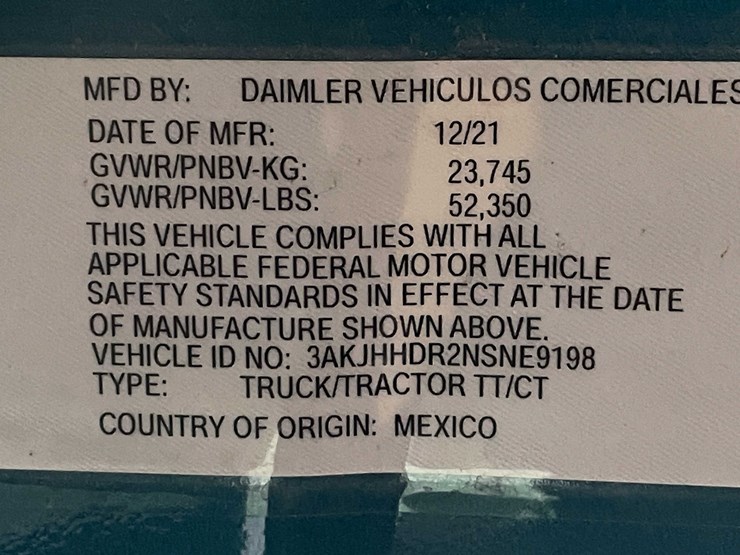 MFD BY: DAIMLER VEHICULOS COMERCIALES
DATE OF MFR: 12/21
GVWR/PNBV-KG: 23,745
GVWR/PNBV-LBS: 52,350
THIS VEHICLE COMPLIES WITH ALL
APPLICABLE FEDERAL MOTOR VEHICLE
SAFETY STANDARDS IN EFFECT AT THE DATE
OF MANUFACTURE SHOWN ABOVE.
VEHICLE ID NO: 3AKJHHDR2NSNE9198
TYPE: TRUCK/TRACTOR TT/CT
COUNTRY OF ORIGIN: MEXICO